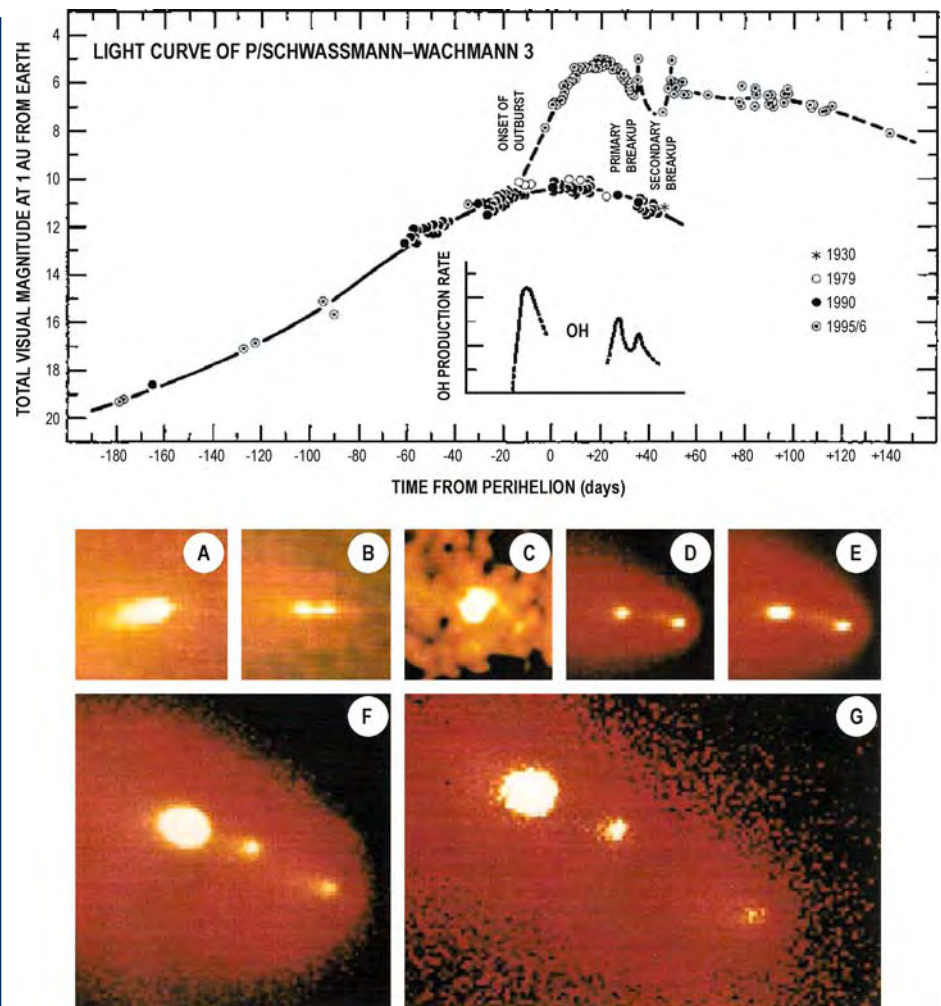 LIGHT CURVE OF P/SCHWASSMANN–WACHMANN 3
TOTAL VISUAL MAGNITUDE AT 1 AU FROM EARTH
4
6
8
10
12
14
16
18
20
ONSET OF
OUTBURST
PRIMARY
BREAKUP
SECONDARY
BREAKUP
OH PRODUCTION RATE
OH
* 1930
○ 1979
● 1990
⊙ 1995/6
-180 -160 -140 -120 -100 -80 -60 -40 -20 0 +20 +40 +60 +80 +100 +120 +140
TIME FROM PERIHELION (days)
A B C D E
F G